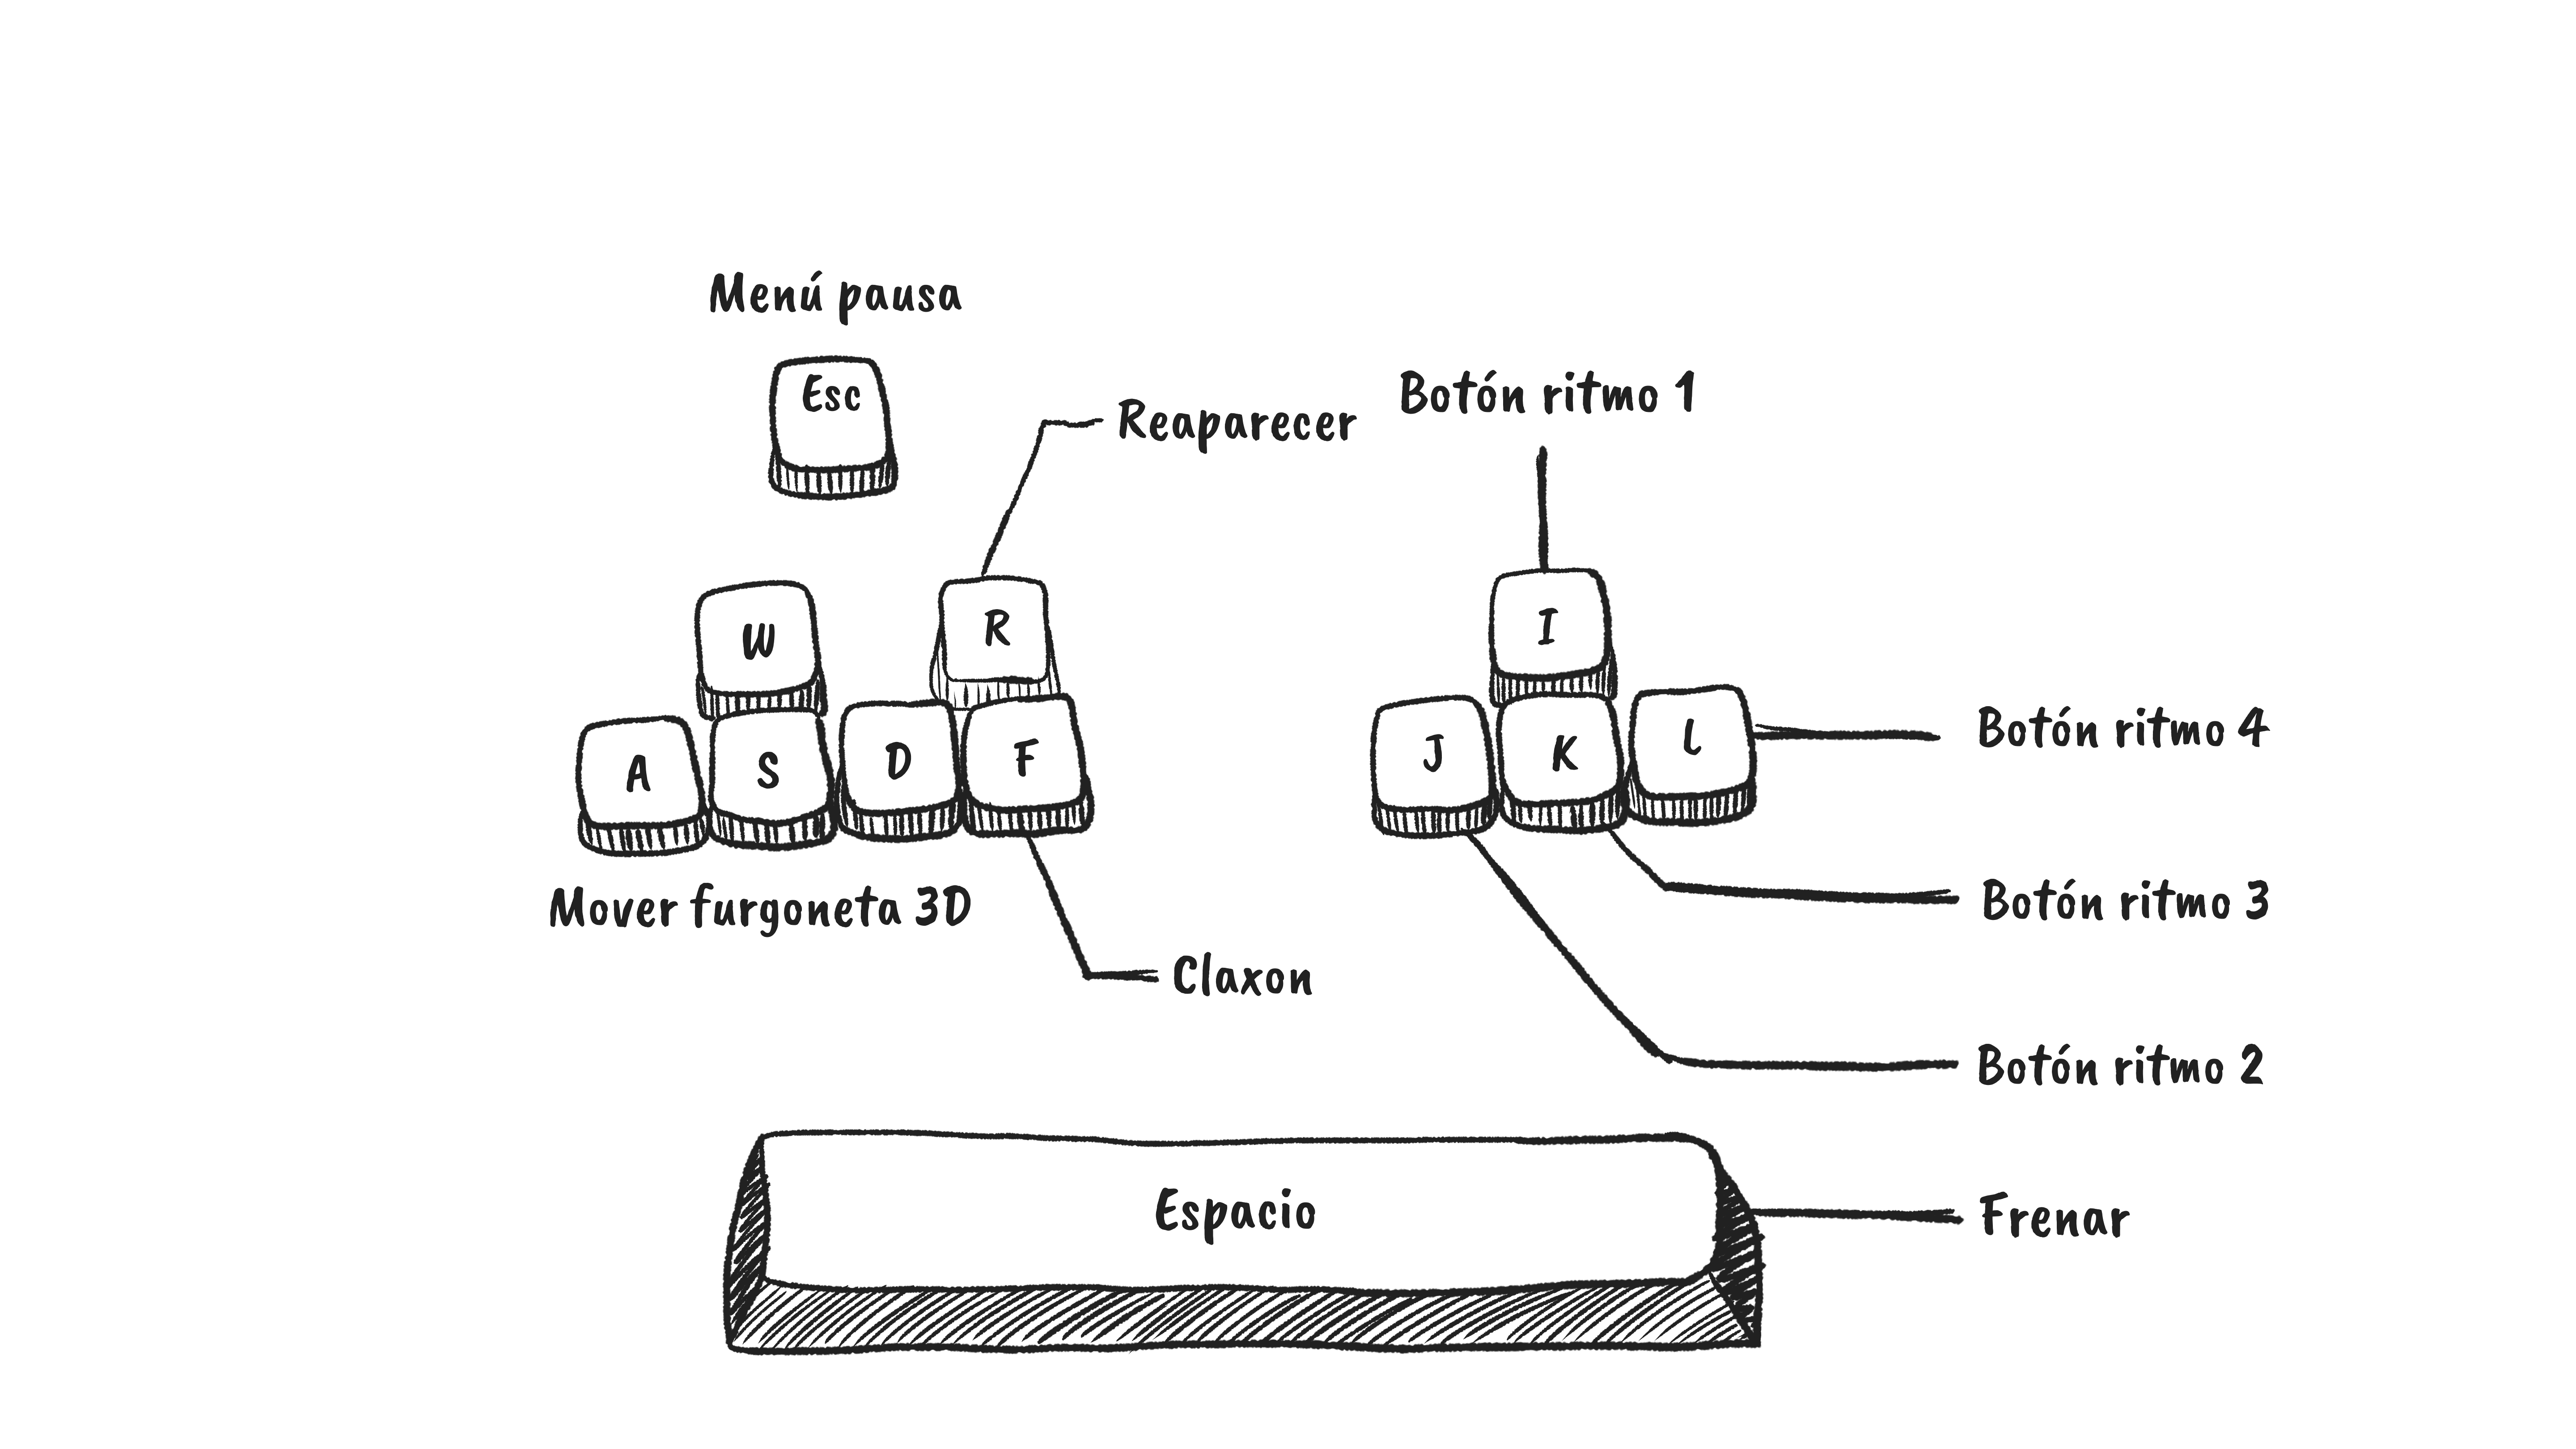 Menú pausa
Esc
Reaparecer
Botón ritmo 1
W
R
I
A
S
D
F
J
K
L
Botón ritmo 4
Mover furgoneta 3D
Botón ritmo 3
Claxon
Botón ritmo 2
Espacio
Frenar